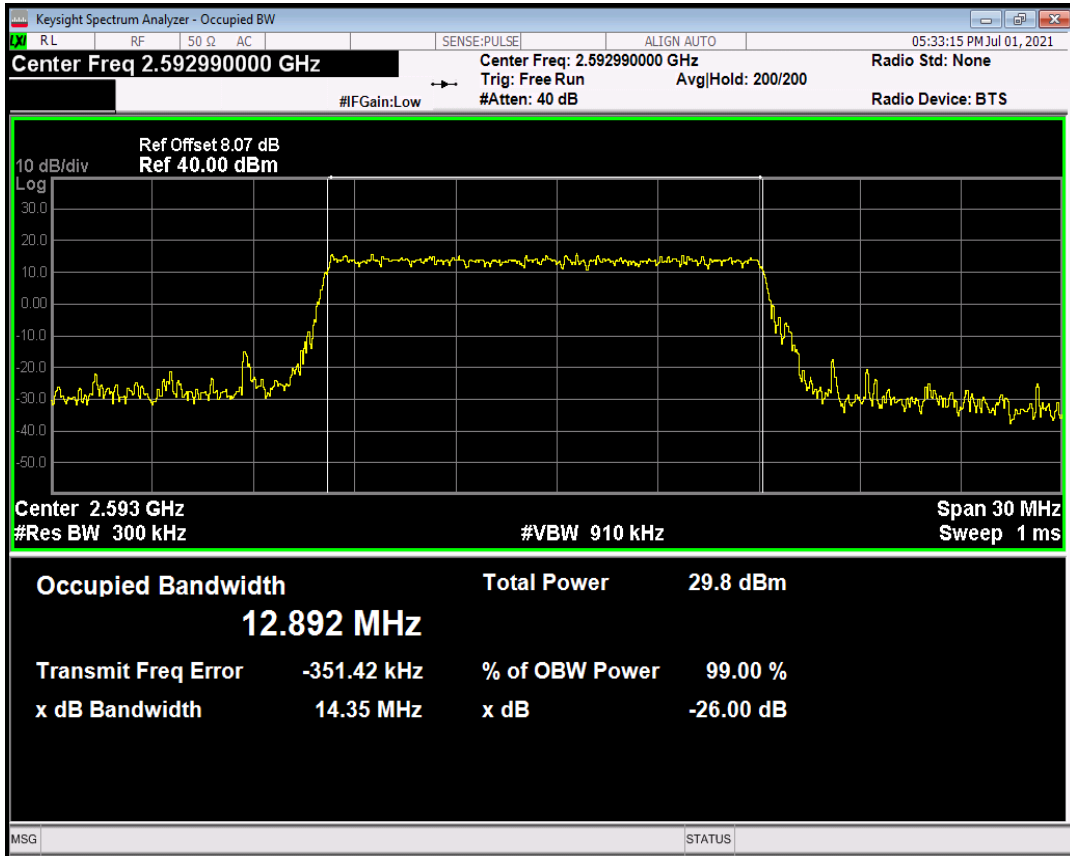 Keysight Spectrum Analyzer - Occupied BW
LXI RL RF 50 Ω AC SENSE:PULSE ALIGN AUTO 05:33:15 PM Jul 01, 2021
Center Freq 2.592990000 GHz Center Freq: 2.592990000 GHz Radio Std: None
Trig: Free Run Avg|Hold: 200/200
#IFGain:Low #Atten: 40 dB Radio Device: BTS
Ref Offset 8.07 dB
10 dB/div Ref 40.00 dBm
Log
30.0
20.0
10.0
0.00
-10.0
-20.0
-30.0
-40.0
-50.0
Center 2.593 GHz Span 30 MHz
#Res BW 300 kHz #VBW 910 kHz Sweep 1 ms
Occupied Bandwidth Total Power 29.8 dBm
12.892 MHz
Transmit Freq Error -351.42 kHz % of OBW Power 99.00 %
x dB Bandwidth 14.35 MHz x dB -26.00 dB
MSG STATUS